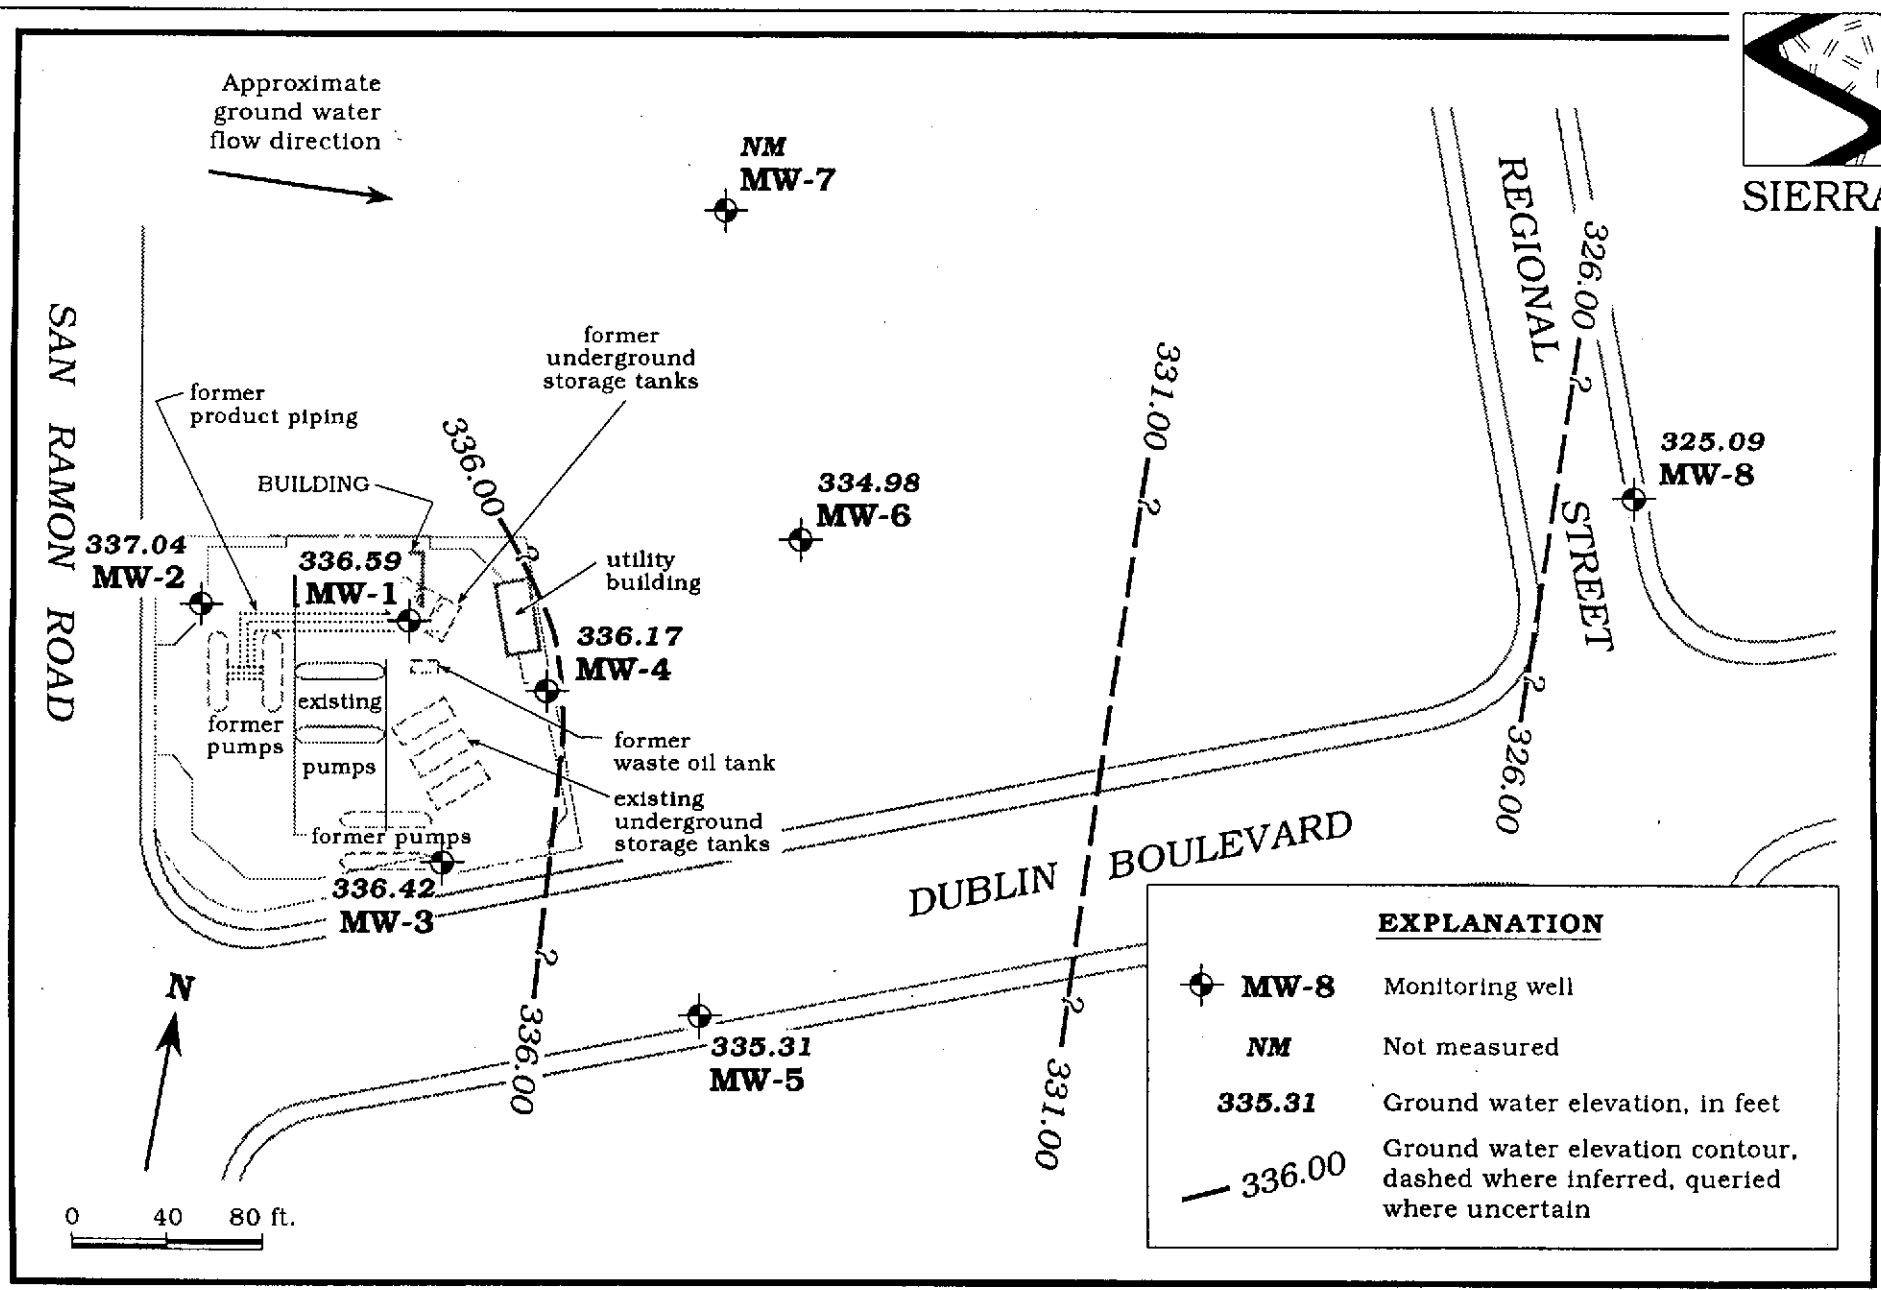 Approximate
ground water
flow direction
NM
MW-7
SIERRA
REGIONAL
STREET
326.00
SAN RAMON ROAD
former
underground
storage tanks
former
product piping
336.00
331.00
BUILDING
325.09
MW-8
334.98
MW-6
337.04
MW-2
336.59
MW-1
utility
building
336.17
MW-4
existing
pumps
former
pumps
former
waste oil tank
existing
underground
storage tanks
former pumps
336.42
MW-3
326.00
DUBLIN BOULEVARD
N
336.00
335.31
MW-5
331.00
?
?
?
?
?
?
?
0 40 80 ft.
EXPLANATION
MW-8 Monitoring well
NM Not measured
335.31 Ground water elevation, in feet
336.00 Ground water elevation contour,
dashed where inferred, queried
where uncertain